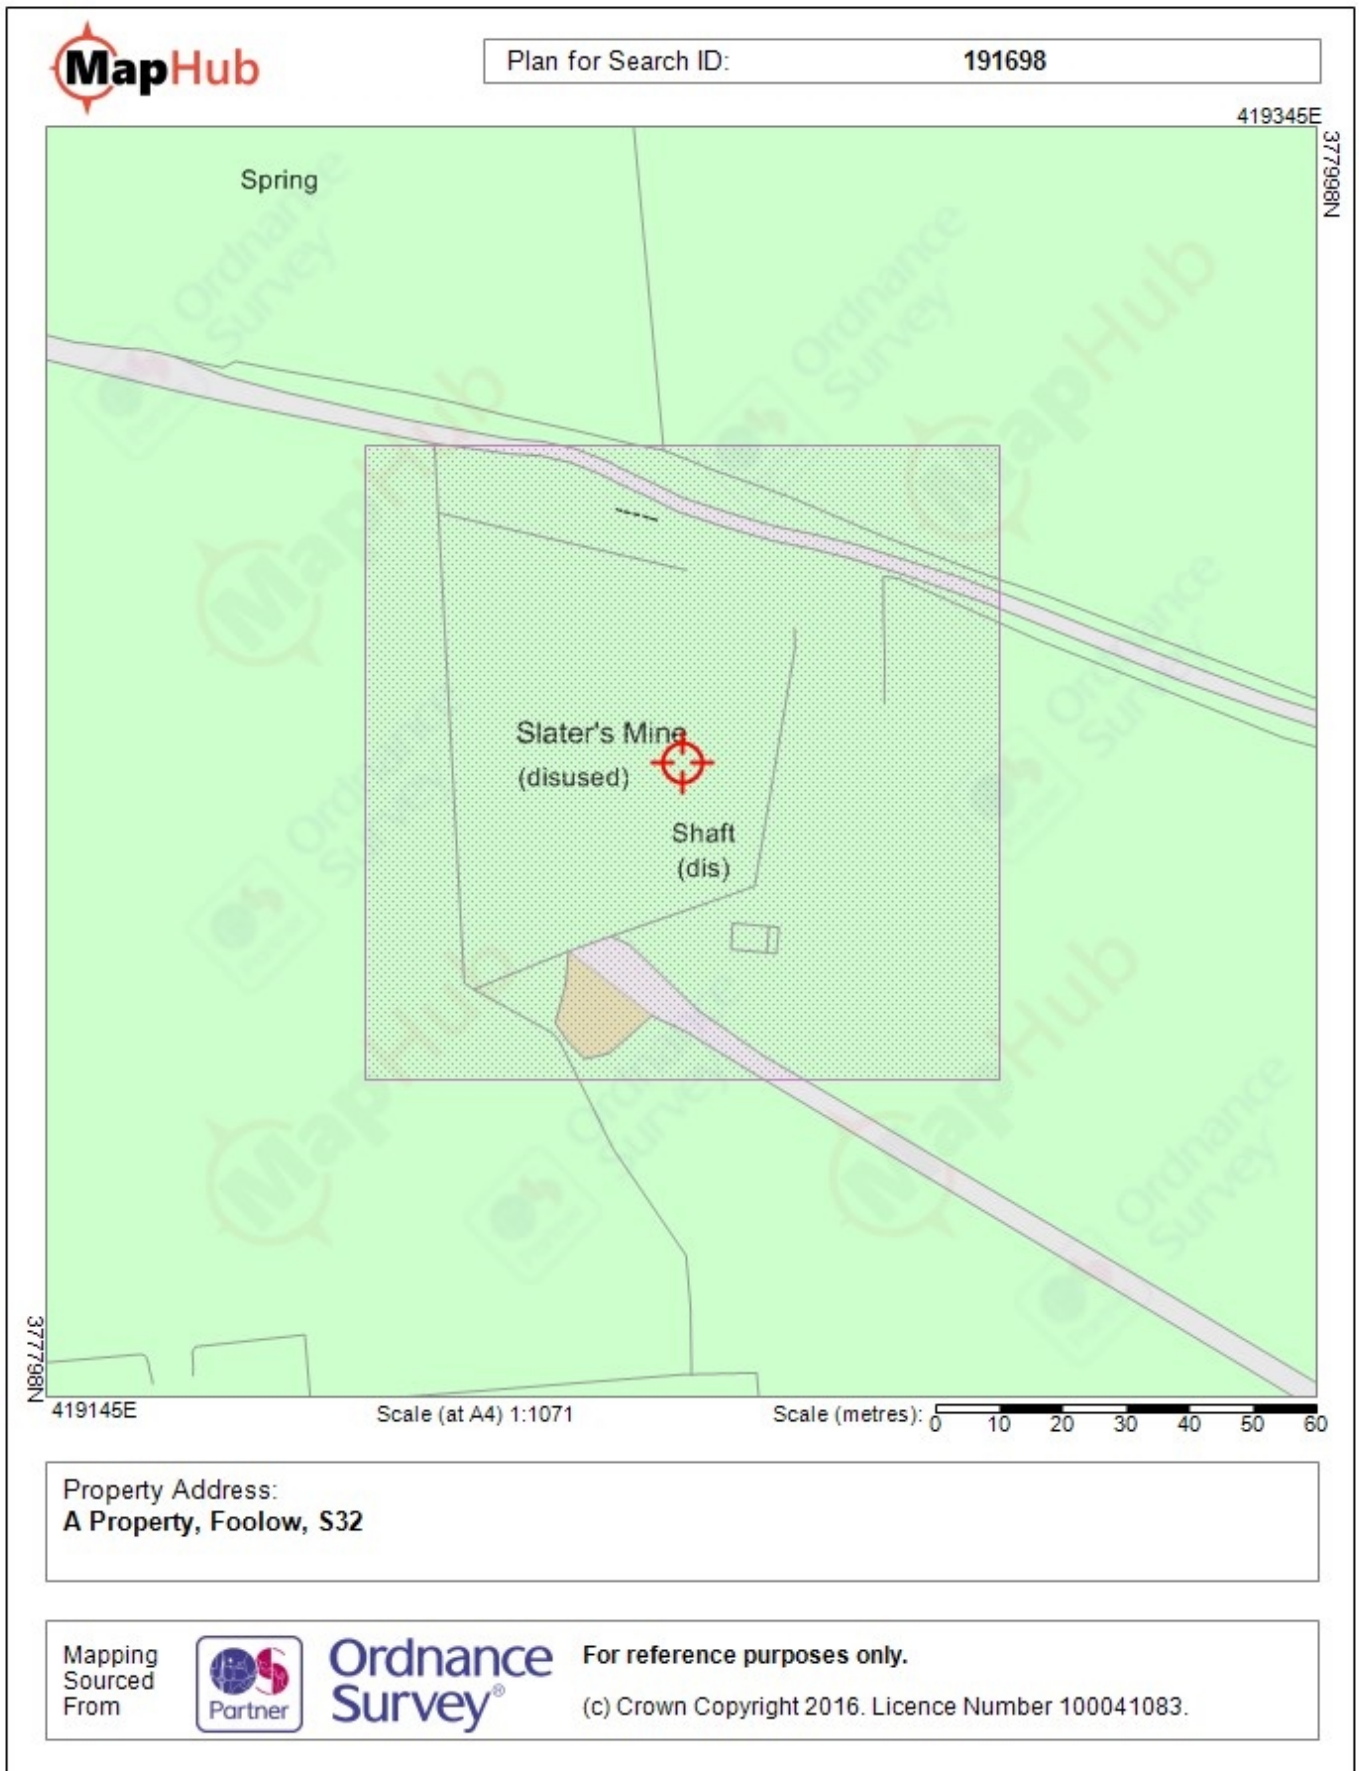 MapHub
Plan for Search ID: 191698
419345E
377998N
Spring
Slater's Mine
(disused)
Shaft
(dis)
377798N
419145E
Scale (at A4) 1:1071
Scale (metres): 0 10 20 30 40 50 60
Property Address:
A Property, Foolow, S32
Mapping
Sourced
From
Partner
Ordnance
Survey®
For reference purposes only.
(c) Crown Copyright 2016. Licence Number 100041083.